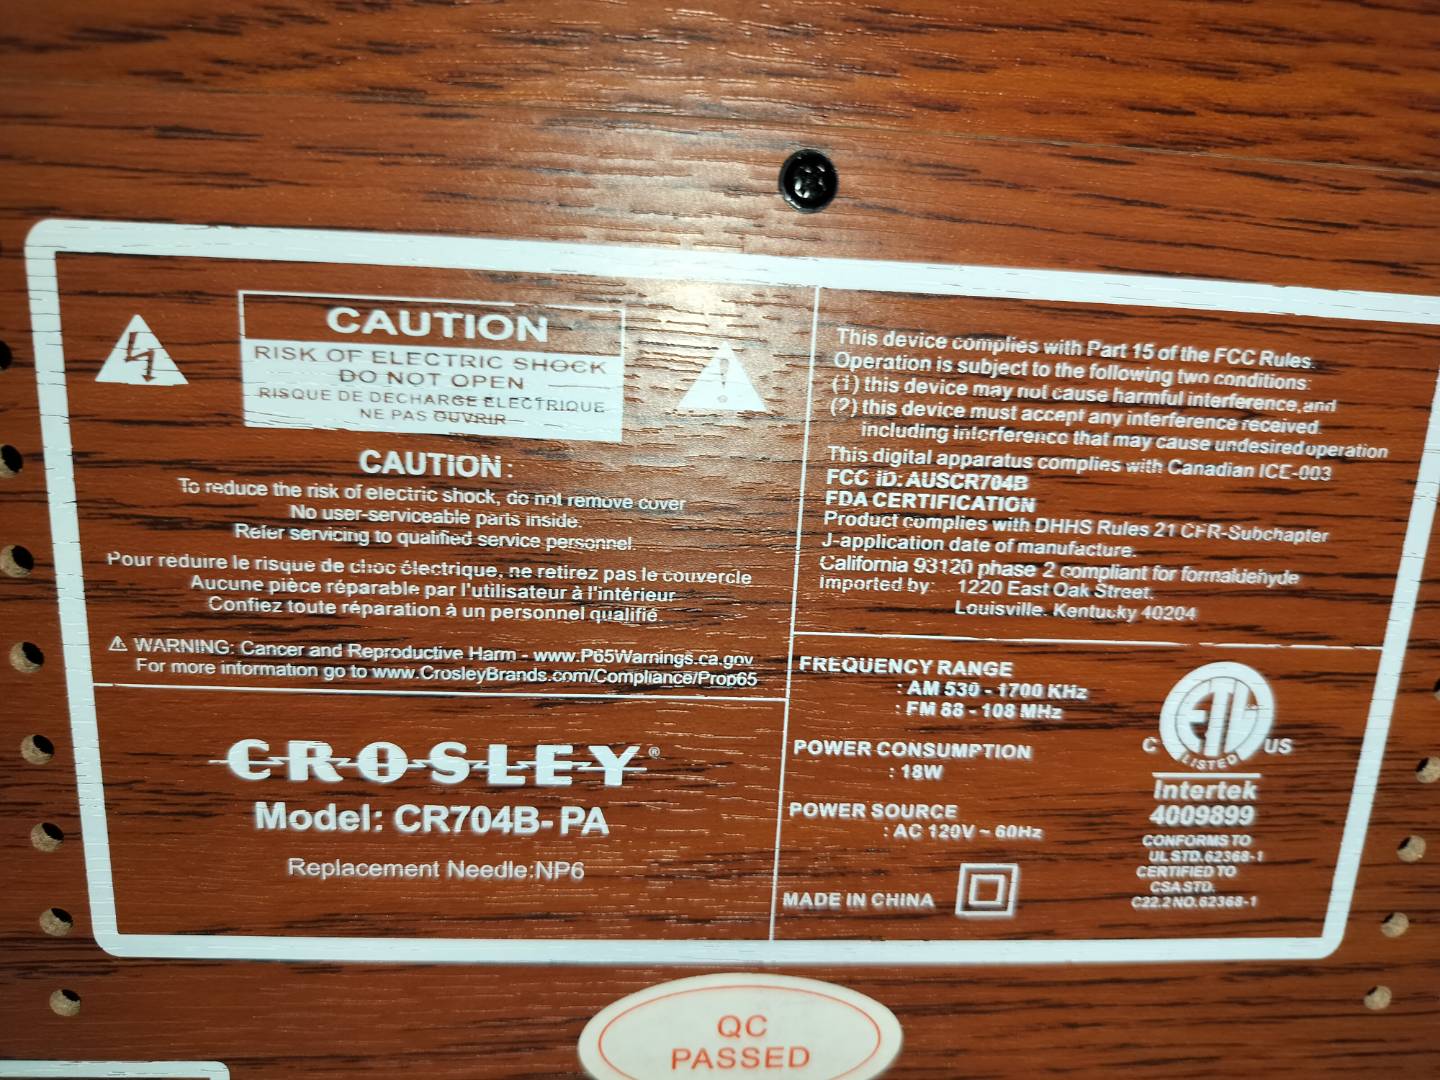 CAUTION
RISK OF ELECTRIC SHOCK
DO NOT OPEN
RISQUE DE DECHARGE ELECTRIQUE
NE PAS OUVRIR
CAUTION:
To reduce the risk of electric shock, do not remove cover
No user-serviceable parts inside.
Refer servicing to qualified service personnel.
Pour réduire le risque de choc électrique, ne retirez pas le couvercle
Aucune pièce réparable par l'utilisateur à l'intérieur
Confiez toute réparation à un personnel qualifié.
WARNING: Cancer and Reproductive Harm - www.P65Warnings.ca.gov
For more information go to www.CrosleyBrands.com/Compliance/Prop65
CROSLEY®
Model: CR704B-PA
Replacement Needle:NP6
This device complies with Part 15 of the FCC Rules.
Operation is subject to the following two conditions:
(1) this device may not cause harmful interference,and
(2) this device must accept any interference received
including interference that may cause undesired operation
This digital apparatus complies with Canadian ICE-003
FCC ID: AUSCR704B
FDA CERTIFICATION
Product complies with DHHS Rules 21 CFR-Subchapter
J-application date of manufacture.
California 93120 phase 2 compliant for formaldehyde
Imported by: 1220 East Oak Street.
Louisville. Kentucky 40204
FREQUENCY RANGE
: AM 530 - 1700 KHz
: FM 88 - 108 MHz
POWER CONSUMPTION
: 18W
POWER SOURCE
: AC 120V ~ 60Hz
MADE IN CHINA
ETL
C US
LISTED
Intertek
4009899
CONFORMS TO
UL STD.62368-1
CERTIFIED TO
CSA STD.
C22.2 NO.62368-1
QC
PASSED